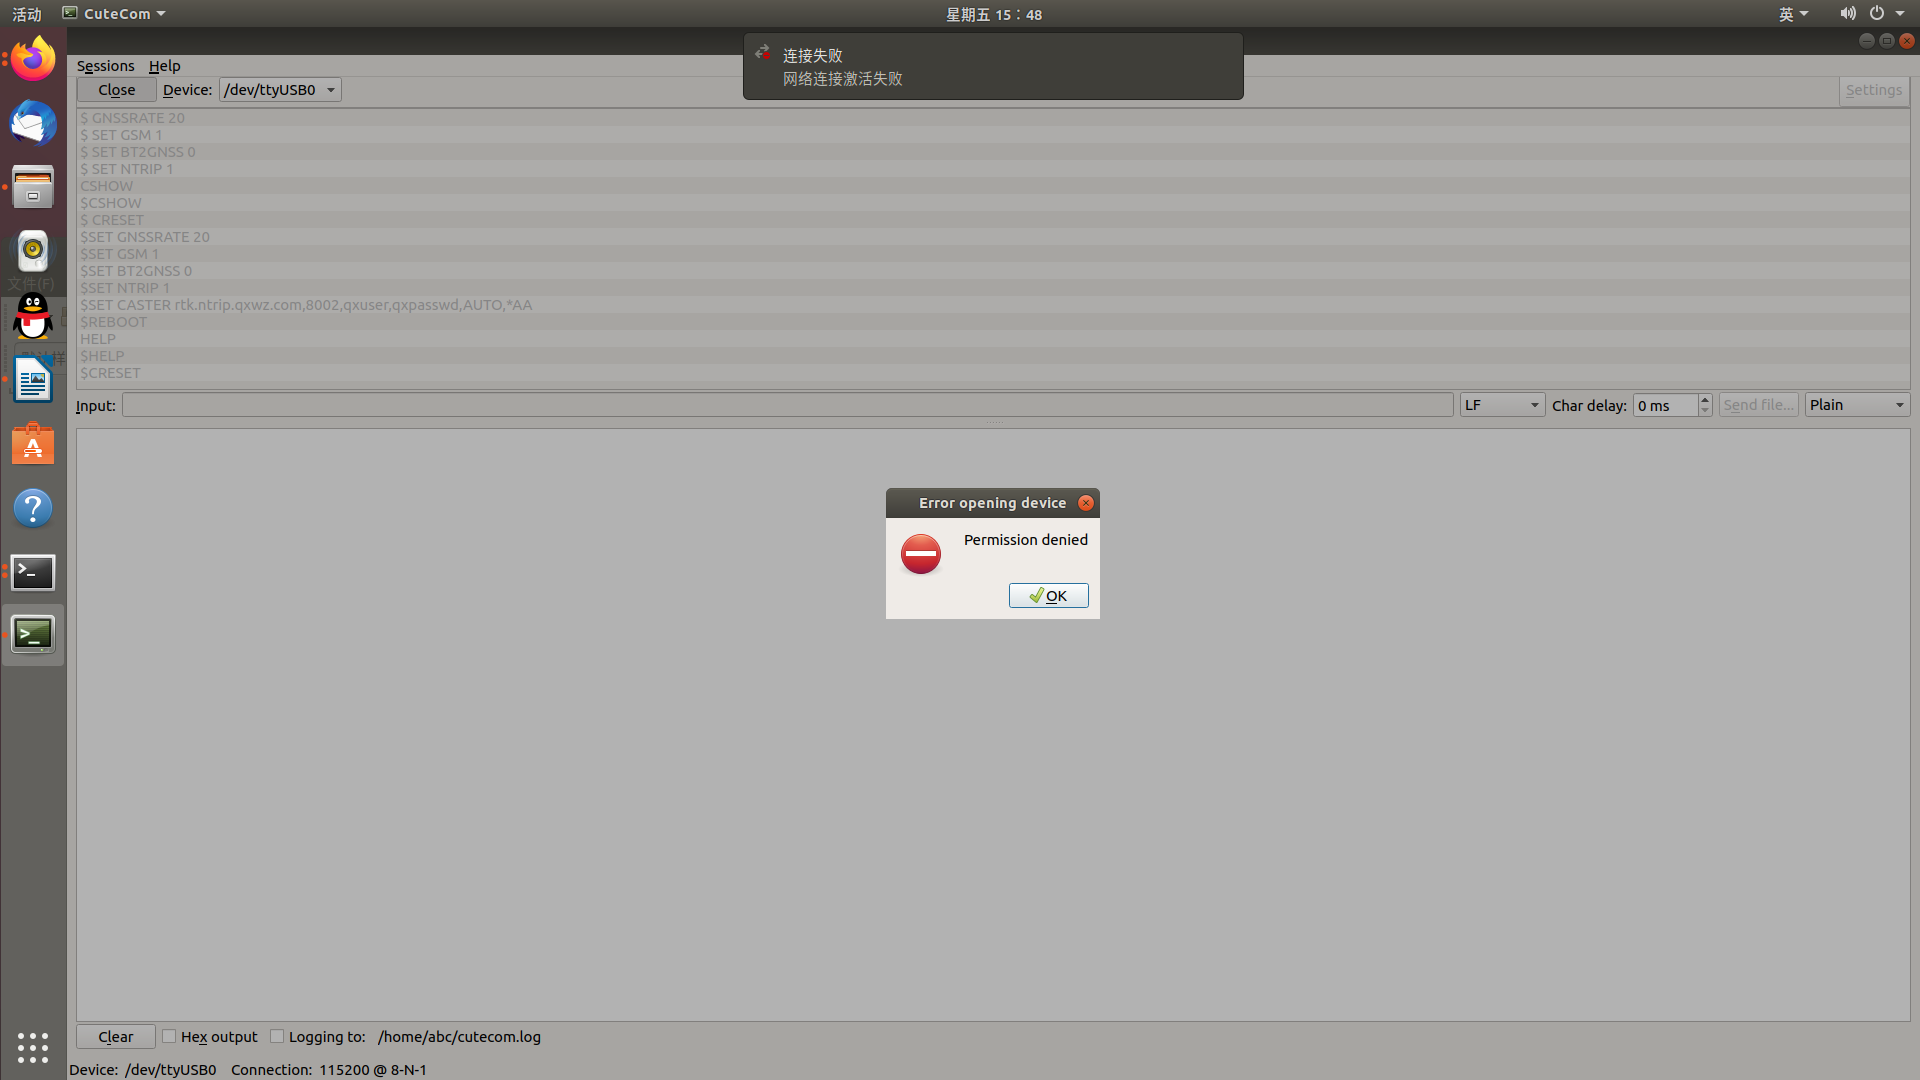 活动 CuteCom 星期五 15:48 英
连接失败
网络连接激活失败
Sessions Help
Close Device: /dev/ttyUSB0 Settings
$ GNSSRATE 20
$ SET GSM 1
$ SET BT2GNSS 0
$ SET NTRIP 1
CSHOW
$CSHOW
$ CRESET
$SET GNSSRATE 20
$SET GSM 1
$SET BT2GNSS 0
$SET NTRIP 1
$SET CASTER rtk.ntrip.qxwz.com,8002,qxuser,qxpasswd,AUTO,*AA
$REBOOT
HELP
$HELP
$CRESET
文件(F)
Input: LF Char delay: 0 ms Send file... Plain
Error opening device
Permission denied
OK
Clear Hex output Logging to: /home/abc/cutecom.log
Device: /dev/ttyUSB0 Connection: 115200 @ 8-N-1